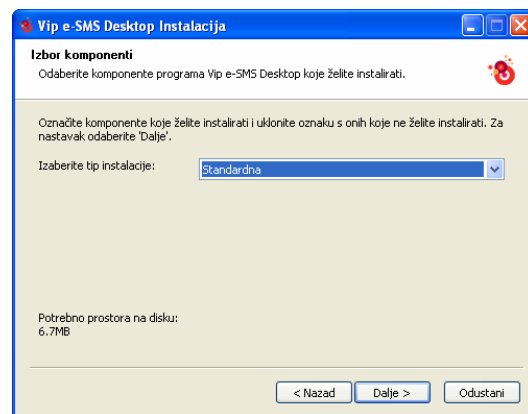 Vip e-SMS Desktop Instalacija
Izbor komponenti
Odaberite komponente programa Vip e-SMS Desktop koje želite instalirati.
Označite komponente koje želite instalirati i uklonite oznaku s onih koje ne želite instalirati. Za
nastavak odaberite 'Dalje'.
Izaberite tip instalacije:
Standardna
Potrebno prostora na disku:
6.7MB
< Nazad
Dalje >
Odustani